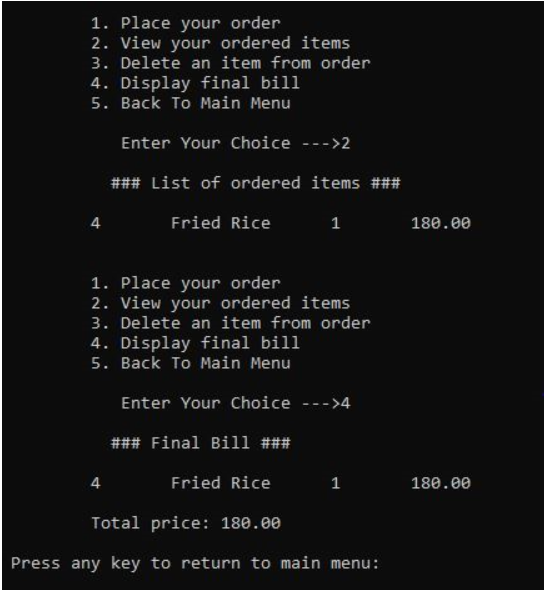 1. Place your order
2. View your ordered items
3. Delete an item from order
4. Display final bill
5. Back To Main Menu
Enter Your Choice --->2
### List of ordered items ###
4 Fried Rice 1 180.00
1. Place your order
2. View your ordered items
3. Delete an item from order
4. Display final bill
5. Back To Main Menu
Enter Your Choice --->4
### Final Bill ###
4 Fried Rice 1 180.00
Total price: 180.00
Press any key to return to main menu: